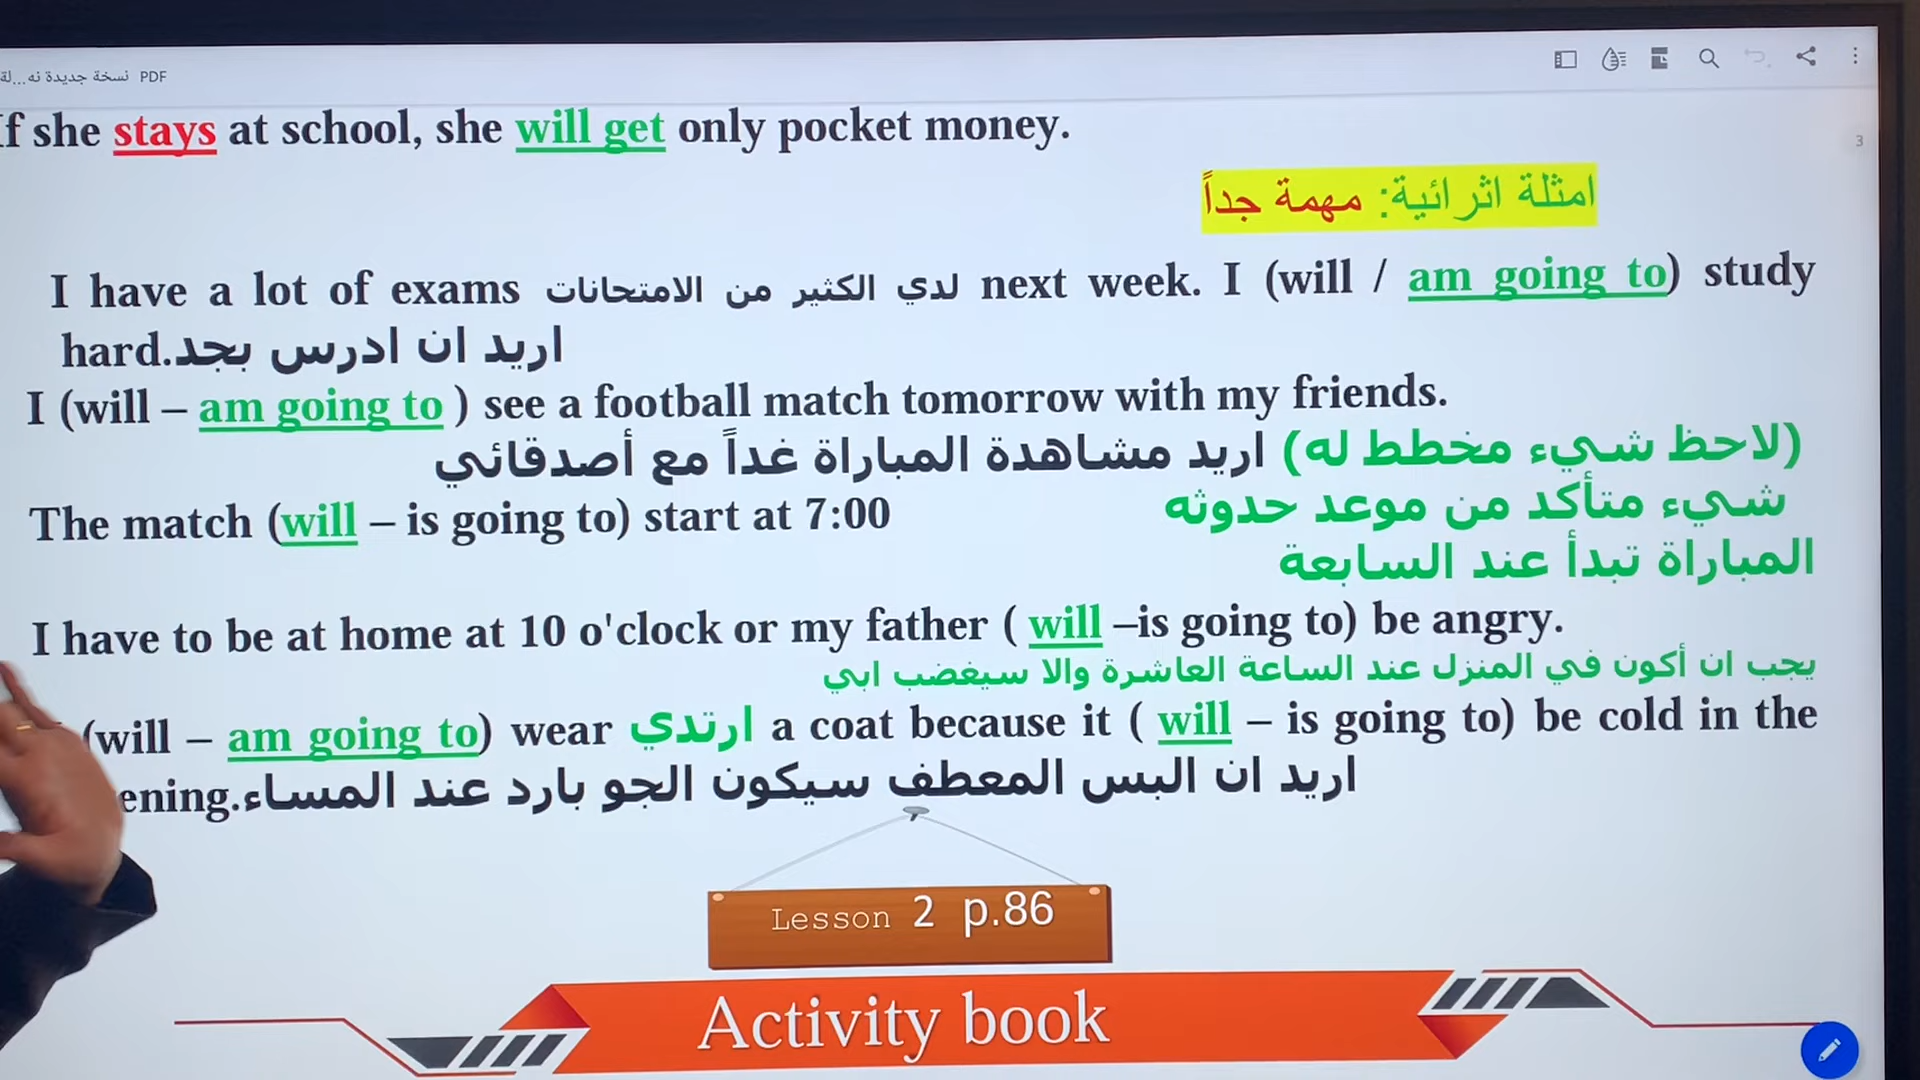 نسخة جديدة نه...لة PDF
If she stays at school, she will get only pocket money.
3
امثلة اثرائية: مهمة جداً
I have a lot of exams لدي الكثير من الامتحانات next week. I (will / am going to) study
hard.اريد ان ادرس بجد
I (will – am going to ) see a football match tomorrow with my friends.
(لاحظ شيء مخطط له) اريد مشاهدة المباراة غداً مع أصدقائي
The match (will – is going to) start at 7:00 شيء متأكد من موعد حدوثه
المباراة تبدأ عند السابعة
I have to be at home at 10 o'clock or my father ( will –is going to) be angry.
يجب ان أكون في المنزل عند الساعة العاشرة والا سيغضب ابي
(will – am going to) wear ارتدي a coat because it ( will – is going to) be cold in the
ening.اريد ان البس المعطف سيكون الجو بارد عند المساء
Lesson 2 p.86
Activity book